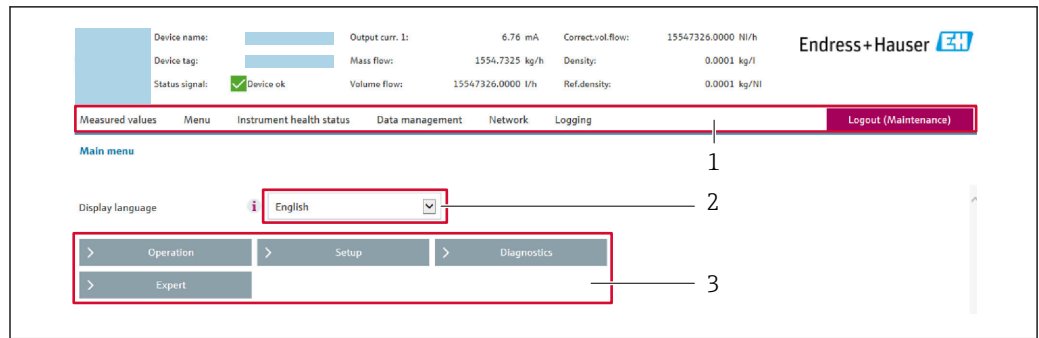 Device name: Output curr. 1: 6.76 mA Correct.vol.flow: 15547326.0000 Nl/h
Endress+Hauser EH
Device tag: Mass flow: 1554.7325 kg/h Density: 0.0001 kg/l
Status signal: Device ok Volume flow: 15547326.0000 l/h Ref.density: 0.0001 kg/Nl
Measured values Menu Instrument health status Data management Network Logging Logout (Maintenance)
1
Main menu
Display language i English 2
> Operation > Setup > Diagnostics
> Expert 3